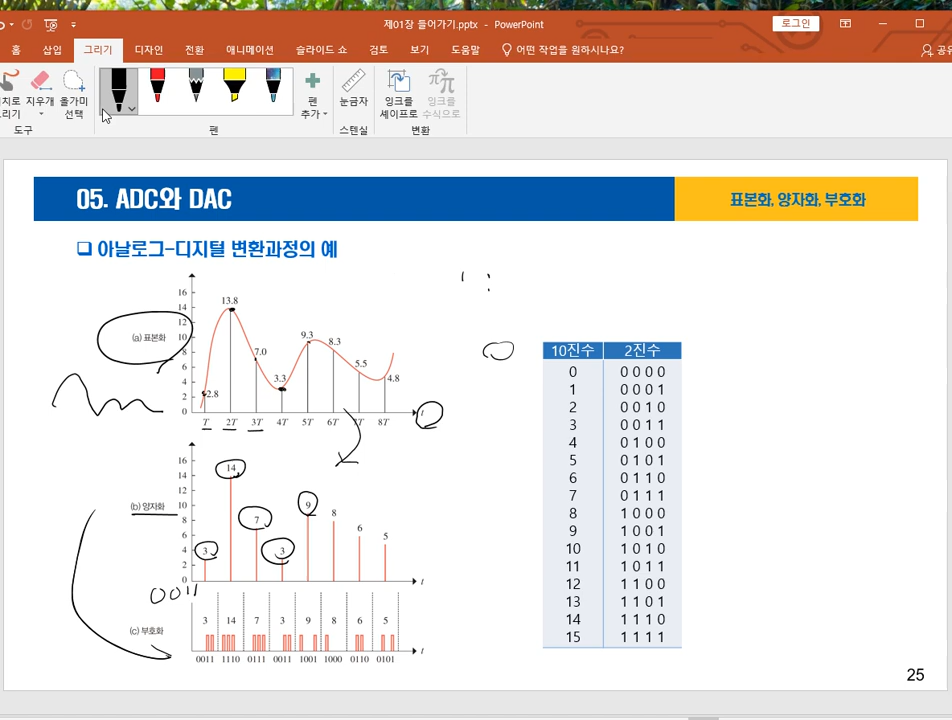 제01장 들어가기.pptx - PowerPoint
로그인
홈 삽입 그리기 디자인 전환 애니메이션 슬라이드 쇼 검토 보기 도움말 어떤 작업을 원하시나요?
지우개
올가미 선택
펜 추가
눈금자
잉크를 셰이프로
잉크를 수식으로
도구 펜 스텐실 변환
05. ADC와 DAC
표본화, 양자화, 부호화
아날로그-디지털 변환과정의 예
(a) 표본화
16
14
12
10
8
6
4
2
0
2.8 13.8 7.0 3.3 9.3 8.3 5.5 4.8
T 2T 3T 4T 5T 6T 7T 8T t
(b) 양자화
16
14
12
10
8
6
4
2
0
3 14 7 3 9 8 6 5
t
0011
(c) 부호화
3 14 7 3 9 8 6 5
t
0011 1110 0111 0011 1001 1000 0110 0101
10진수 2진수
0 0 0 0 0
1 0 0 0 1
2 0 0 1 0
3 0 0 1 1
4 0 1 0 0
5 0 1 0 1
6 0 1 1 0
7 0 1 1 1
8 1 0 0 0
9 1 0 0 1
10 1 0 1 0
11 1 0 1 1
12 1 1 0 0
13 1 1 0 1
14 1 1 1 0
15 1 1 1 1
25